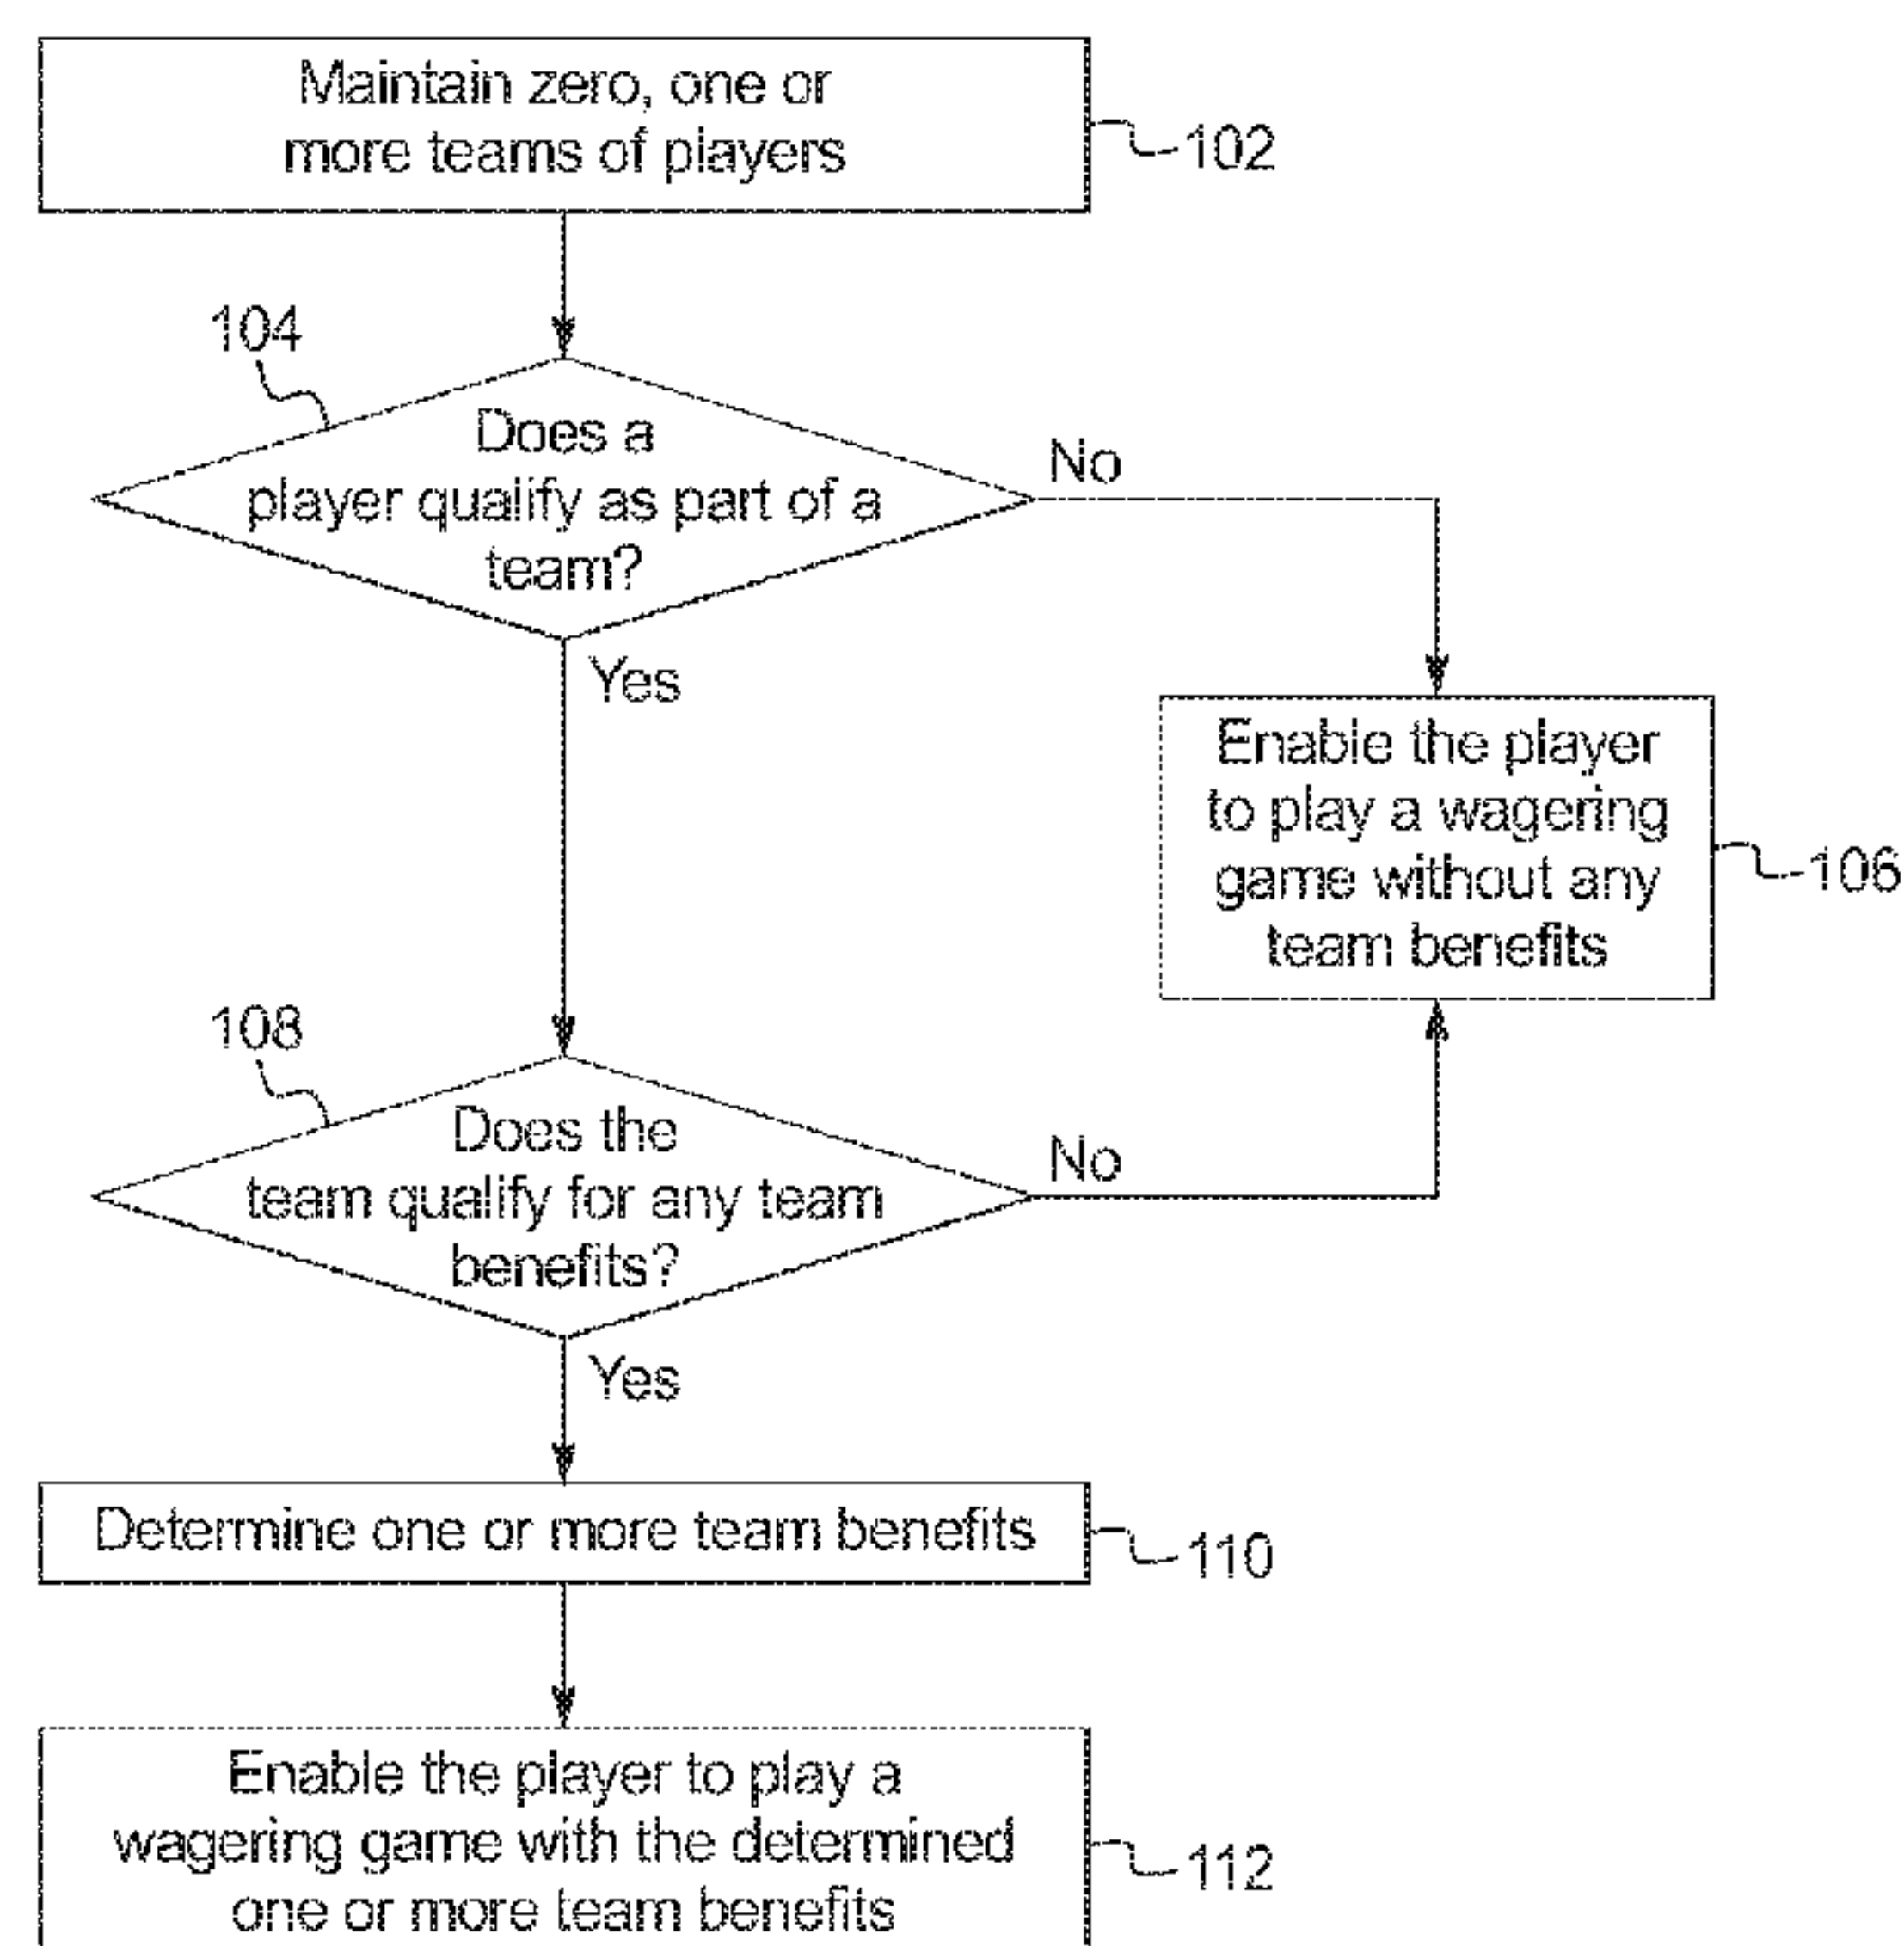 Maintain zero, one or
more teams of players
102
104
Does a
player qualify as part of a
team?
No
Yes
Enable the player
to play a wagering
game without any
team benefits
106
108
Does the
team qualify for any team
benefits?
No
Yes
Determine one or more team benefits
110
Enable the player to play a
wagering game with the determined
one or more team benefits
112